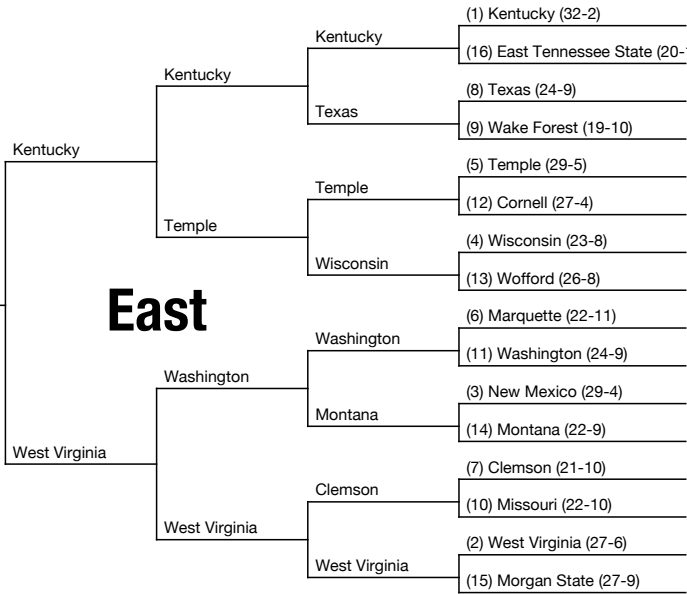 (1) Kentucky (32-2)
Kentucky
(16) East Tennessee State (20-
Kentucky
(8) Texas (24-9)
Texas
(9) Wake Forest (19-10)
Kentucky
(5) Temple (29-5)
Temple
(12) Cornell (27-4)
Temple
(4) Wisconsin (23-8)
Wisconsin
(13) Wofford (26-8)
East
(6) Marquette (22-11)
Washington
(11) Washington (24-9)
Washington
(3) New Mexico (29-4)
Montana
(14) Montana (22-9)
West Virginia
(7) Clemson (21-10)
Clemson
(10) Missouri (22-10)
West Virginia
(2) West Virginia (27-6)
West Virginia
(15) Morgan State (27-9)